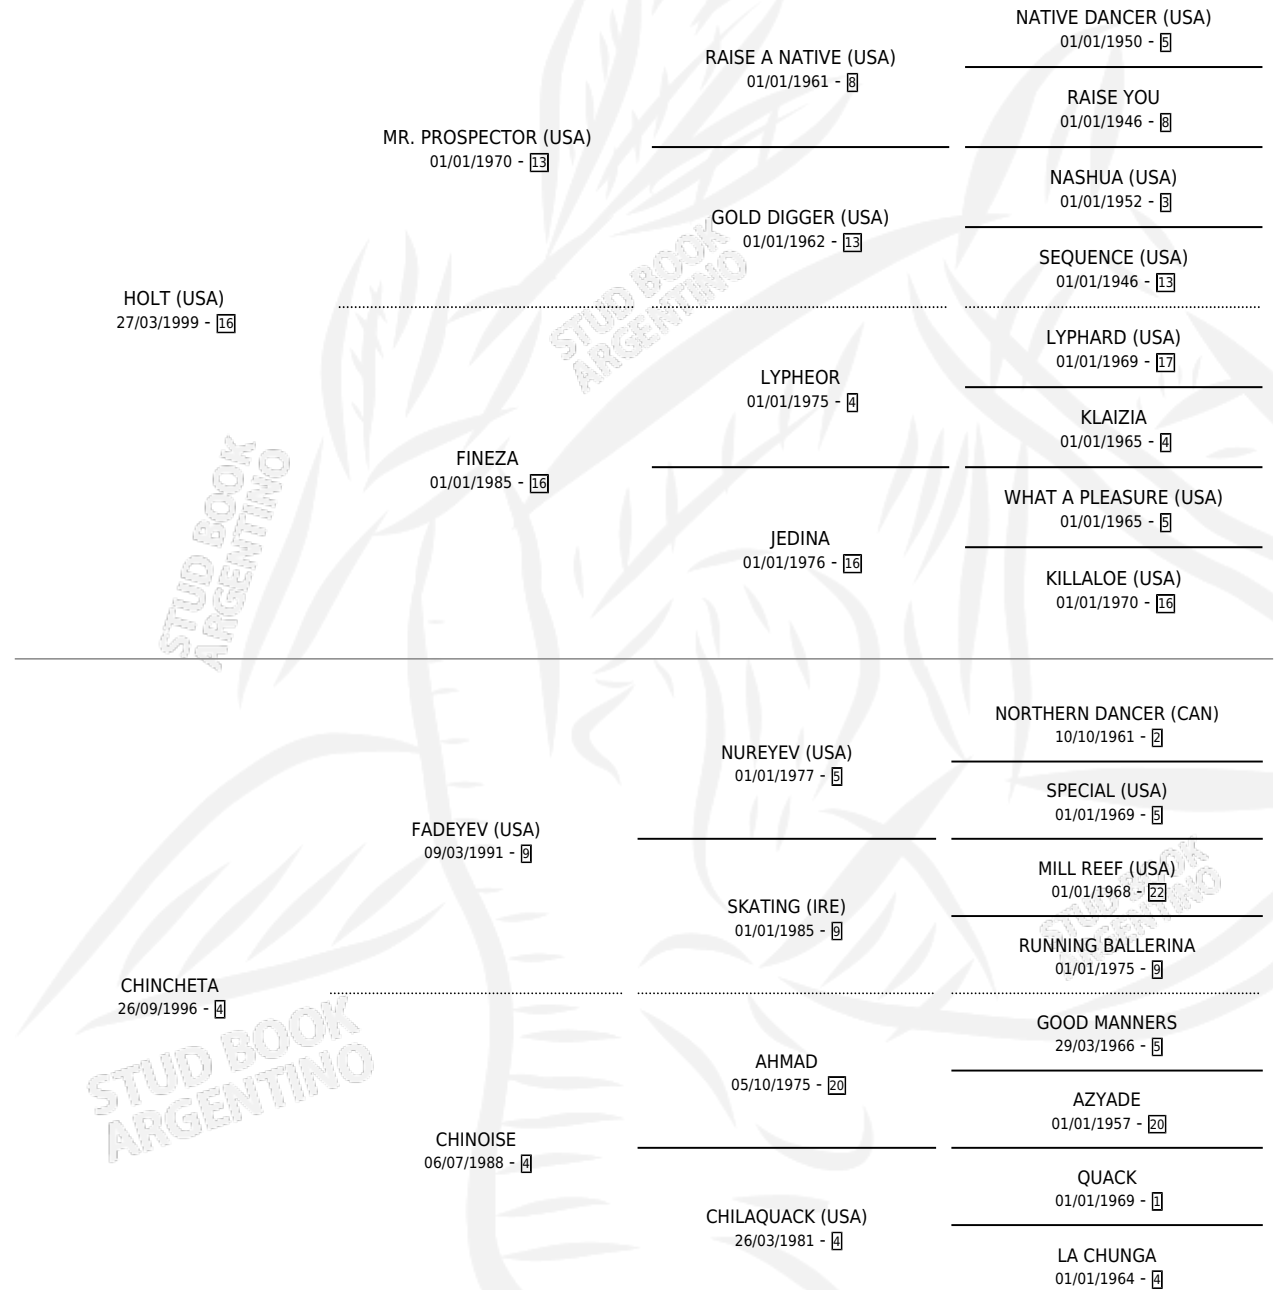 NATIVE DANCER (USA)
01/01/1950 - 5
RAISE A NATIVE (USA)
01/01/1961 - 8
RAISE YOU
01/01/1946 - 8
MR. PROSPECTOR (USA)
01/01/1970 - 13
NASHUA (USA)
01/01/1952 - 3
GOLD DIGGER (USA)
01/01/1962 - 13
SEQUENCE (USA)
01/01/1946 - 13
HOLT (USA)
27/03/1999 - 16
LYPHARD (USA)
01/01/1969 - 17
LYPHEOR
01/01/1975 - 4
KLAIZIA
01/01/1965 - 4
FINEZA
01/01/1985 - 16
WHAT A PLEASURE (USA)
01/01/1965 - 5
JEDINA
01/01/1976 - 16
KILLALOE (USA)
01/01/1970 - 16
NORTHERN DANCER (CAN)
10/10/1961 - 2
NUREYEV (USA)
01/01/1977 - 5
SPECIAL (USA)
01/01/1969 - 5
FADEYEV (USA)
09/03/1991 - 9
MILL REEF (USA)
01/01/1968 - 22
SKATING (IRE)
01/01/1985 - 9
RUNNING BALLERINA
01/01/1975 - 9
CHINCHETA
26/09/1996 - 4
GOOD MANNERS
29/03/1966 - 5
AHMAD
05/10/1975 - 20
AZYADE
01/01/1957 - 20
CHINOISE
06/07/1988 - 4
QUACK
01/01/1969 - 1
CHILAQUACK (USA)
26/03/1981 - 4
LA CHUNGA
01/01/1964 - 4
STUD BOOK
ARGENTINO
STUD BOOK
ARGENTINO
STUD BOOK
ARGENTINO
STUD BOOK
ARGENTINO